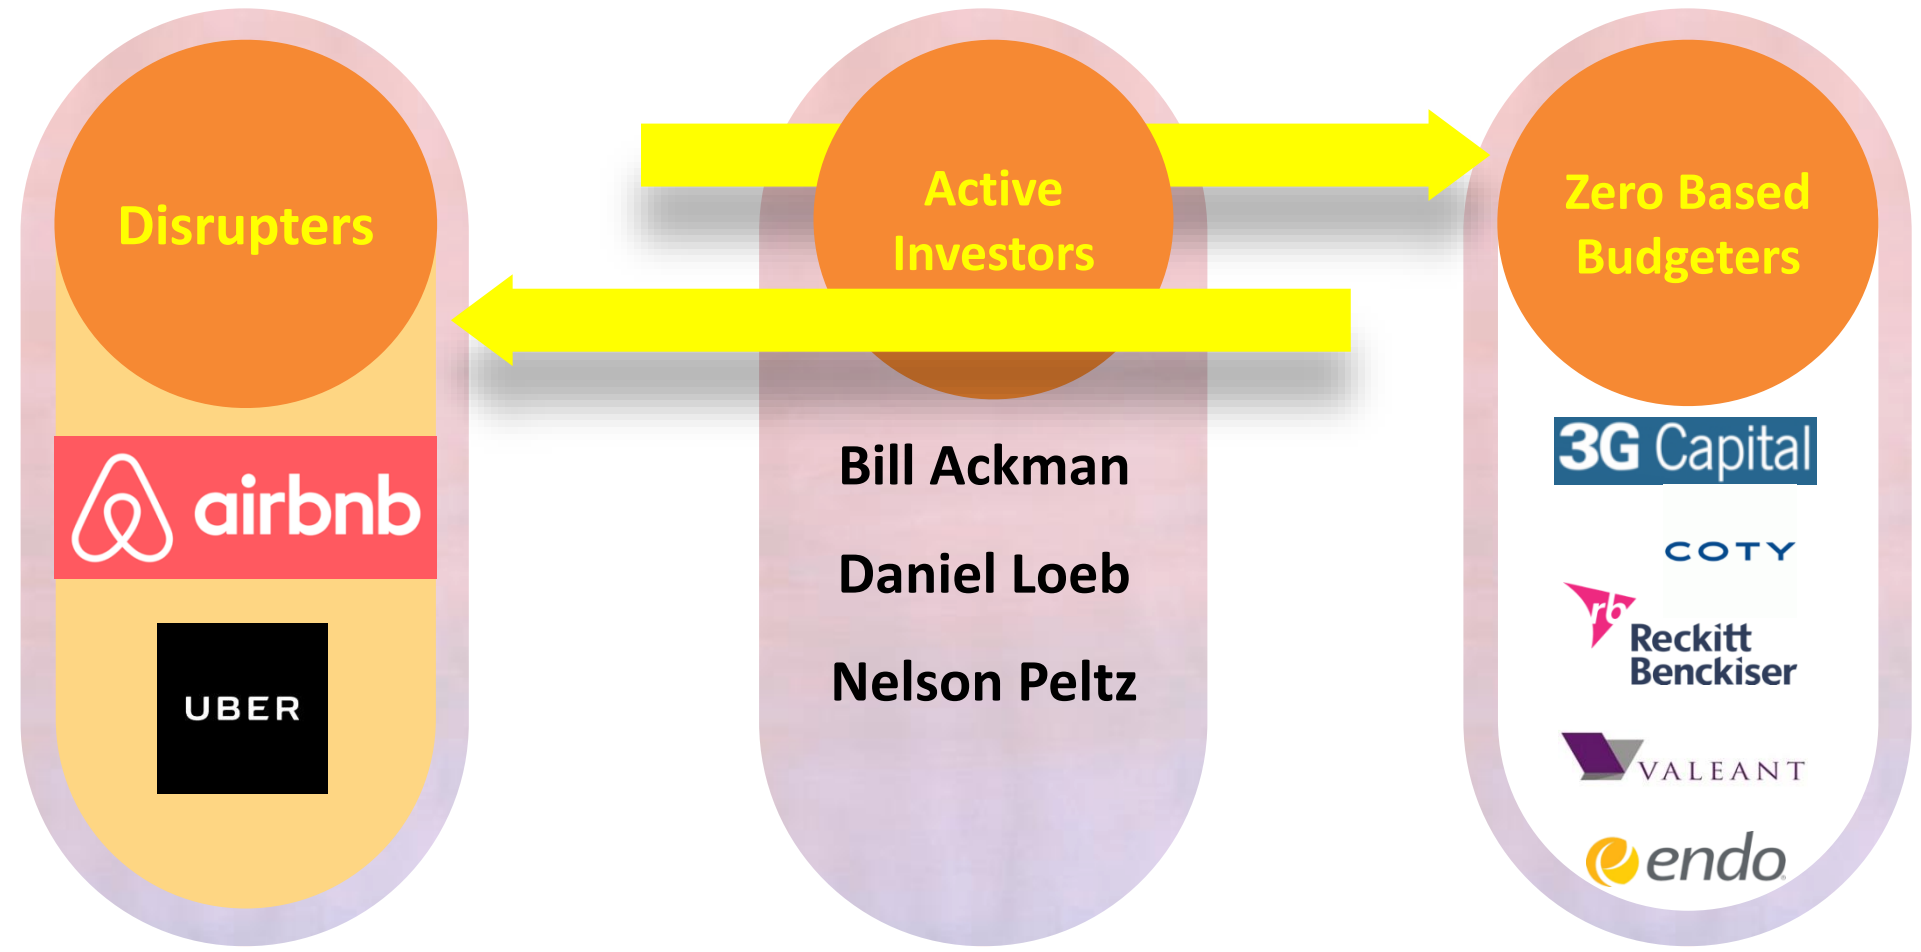 Disrupters
airbnb
UBER
Active
Investors
Bill Ackman
Daniel Loeb
Nelson Peltz
Zero Based
Budgeters
3G Capital
COTY
rb
Reckitt
Benckiser
VALEANT
endo